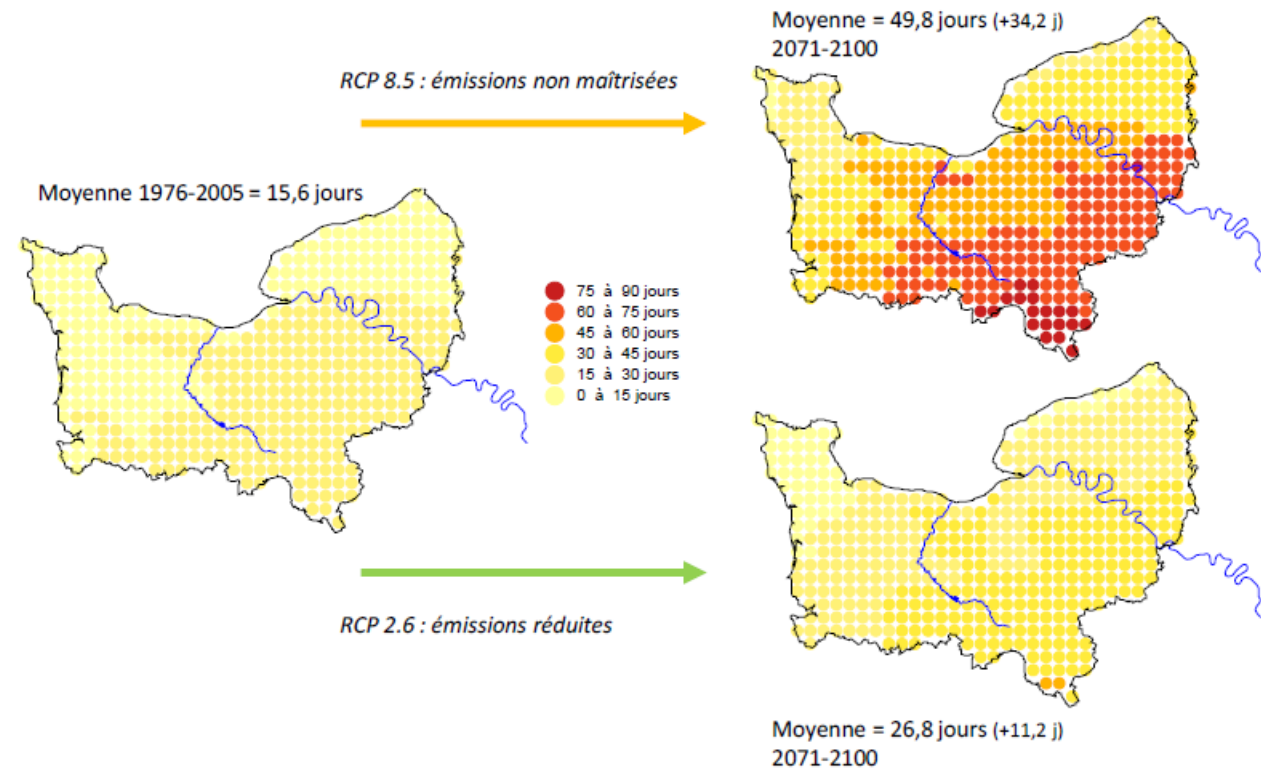 Moyenne = 49,8 jours (+34,2 j)
2071-2100
RCP 8.5 : émissions non maîtrisées
Moyenne 1976-2005 = 15,6 jours
75 à 90 jours
60 à 75 jours
45 à 60 jours
30 à 45 jours
15 à 30 jours
0 à 15 jours
RCP 2.6 : émissions réduites
Moyenne = 26,8 jours (+11,2 j)
2071-2100